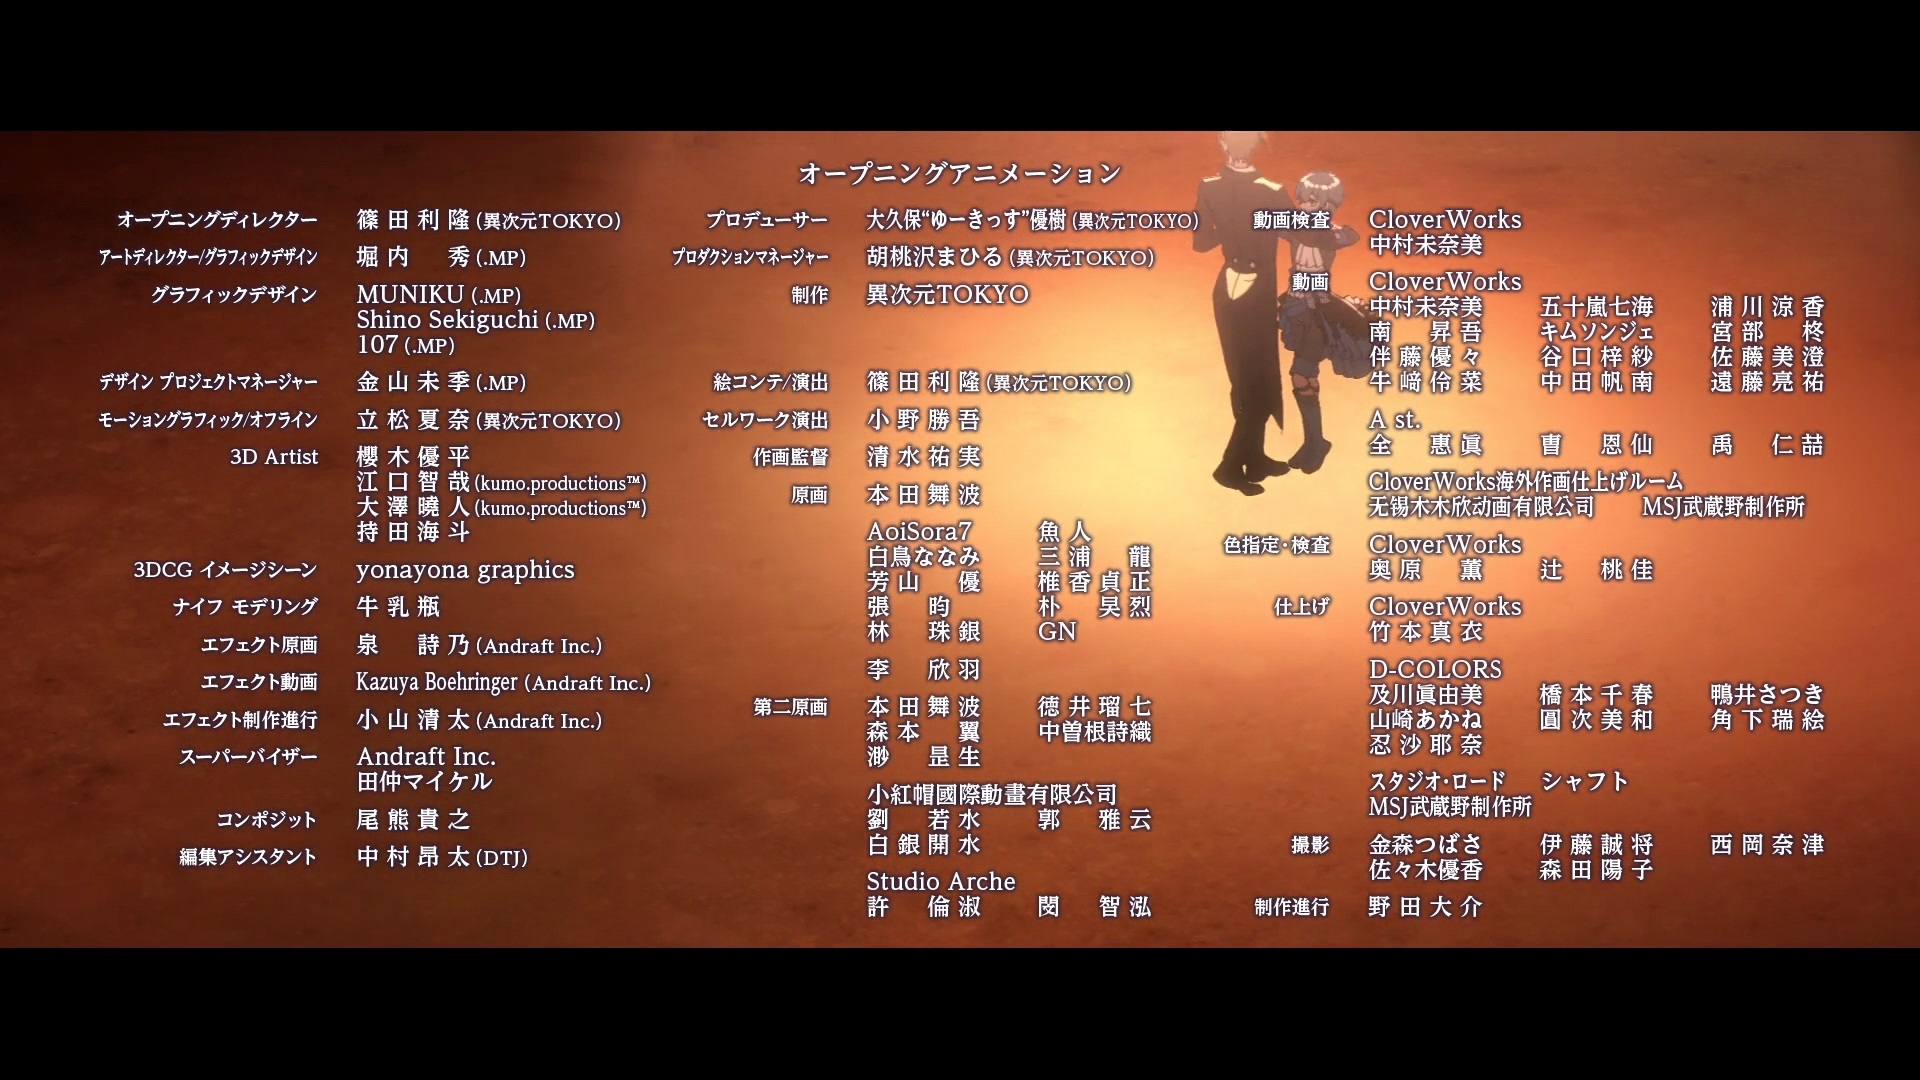 オープニングアニメーション
オープニングディレクター 篠田利隆(異次元TOKYO)
アートディレクター/グラフィックデザイン 堀内 秀(.MP)
グラフィックデザイン MUNIKU(.MP)
Shino Sekiguchi(.MP)
107(.MP)
デザイン プロジェクトマネージャー 金山未季(.MP)
モーショングラフィック/オフライン 立松夏奈(異次元TOKYO)
3D Artist 櫻木優平
江口智哉(kumo.productions™)
大澤曉人(kumo.productions™)
持田海斗
3DCG イメージシーン yonayona graphics
ナイフ モデリング 牛乳瓶
エフェクト原画 泉 詩乃(Andraft Inc.)
エフェクト動画 Kazuya Boehringer (Andraft Inc.)
エフェクト制作進行 小山清太(Andraft Inc.)
スーパーバイザー Andraft Inc.
田仲マイケル
コンポジット 尾熊貴之
編集アシスタント 中村昂太(DTJ)
プロデューサー 大久保“ゆーきっす”優樹(異次元TOKYO)
プロダクションマネージャー 胡桃沢まひる(異次元TOKYO)
制作 異次元TOKYO
絵コンテ/演出 篠田利隆(異次元TOKYO)
セルワーク演出 小野勝吾
作画監督 清水祐実
原画 本田舞波
AoiSora7 魚人
白鳥ななみ 三浦 龍
芳山 優 椎香貞正
張 昀 朴 昊烈
林 珠銀 GN
李 欣羽
第二原画 本田舞波 徳井瑠七
森本 翼 中曽根詩織
渺 昰生
小紅帽國際動畫有限公司
劉 若水 郭 雅云
白銀開水
Studio Arche
許 倫淑 閔 智泓
動画検査 CloverWorks
中村未奈美
動画 CloverWorks
中村未奈美 五十嵐七海 浦川涼香
南 昇吾 キムソンジェ 宮部 柊
伴藤優々 谷口梓紗 佐藤美澄
牛﨑伶菜 中田帆南 遠藤亮祐
A st.
全 惠眞 曺 恩仙 禹 仁喆
CloverWorks海外作画仕上げルーム
无锡木木欣动画有限公司 MSJ武蔵野制作所
色指定・検査 CloverWorks
奥原 薫 辻 桃佳
仕上げ CloverWorks
竹本真衣
D-COLORS
及川眞由美 橋本千春 鴨井さつき
山崎あかね 圓次美和 角下瑞絵
忍沙耶奈
スタジオ・ロード シャフト
MSJ武蔵野制作所
撮影 金森つばさ 伊藤誠将 西岡奈津
佐々木優香 森田陽子
制作進行 野田大介